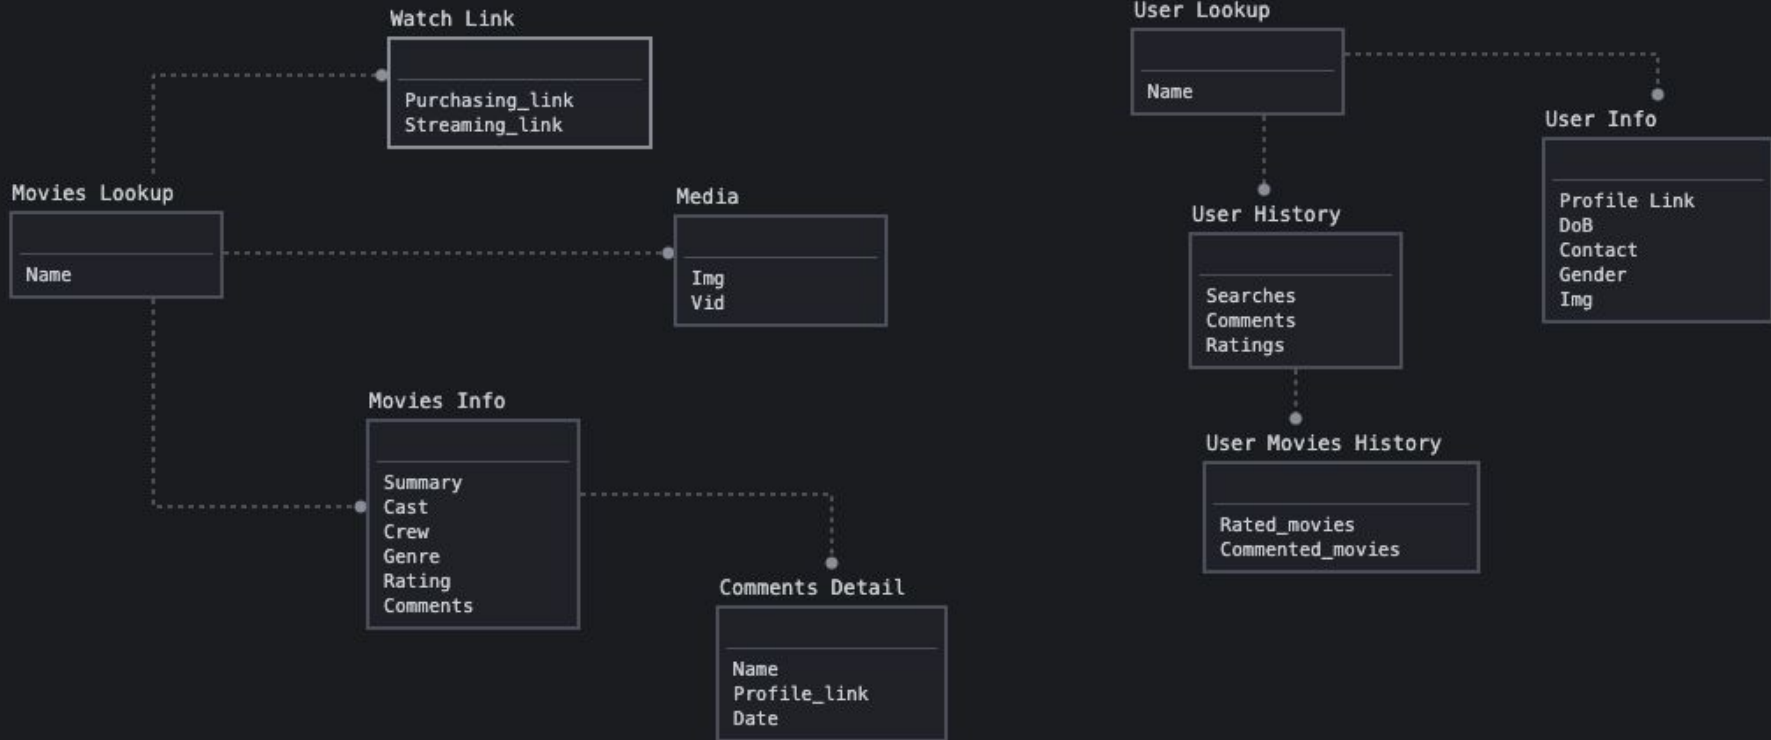 Watch Link
Purchasing_link
Streaming_link
Movies Lookup
Name
Media
Img
Vid
Movies Info
Summary
Cast
Crew
Genre
Rating
Comments
Comments Detail
Name
Profile_link
Date
User Lookup
Name
User Info
Profile Link
DoB
Contact
Gender
Img
User History
Searches
Comments
Ratings
User Movies History
Rated_movies
Commented_movies